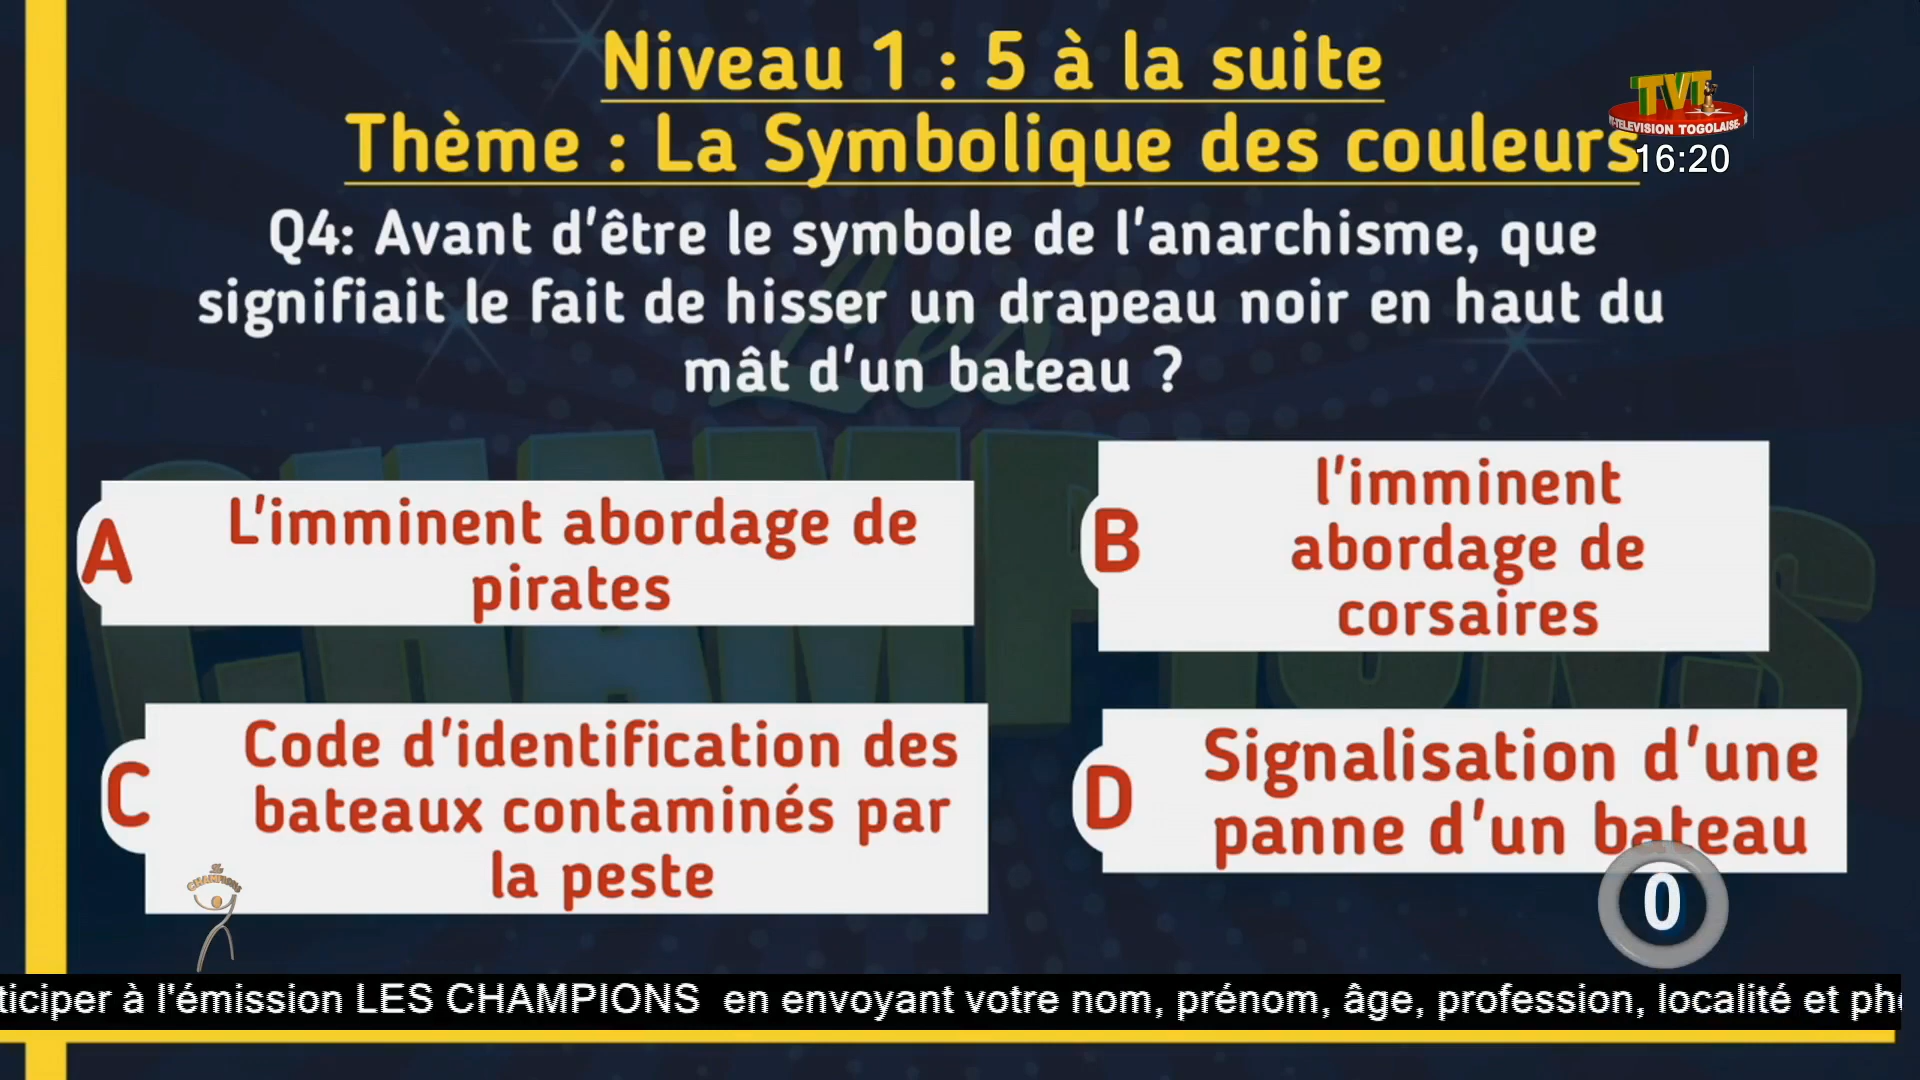 Niveau 1 : 5 à la suite
Thème : La Symbolique des couleurs
TVT
TELEVISION TOGOLAISE
16:20
Q4: Avant d'être le symbole de l'anarchisme, que
signifiait le fait de hisser un drapeau noir en haut du
mât d'un bateau ?
A
L'imminent abordage de
pirates
B
l'imminent
abordage de
corsaires
C
Code d'identification des
bateaux contaminés par
la peste
D
Signalisation d'une
panne d'un bateau
Les
CHAMPIONS
0
ticiper à l'émission LES CHAMPIONS en envoyant votre nom, prénom, âge, profession, localité et